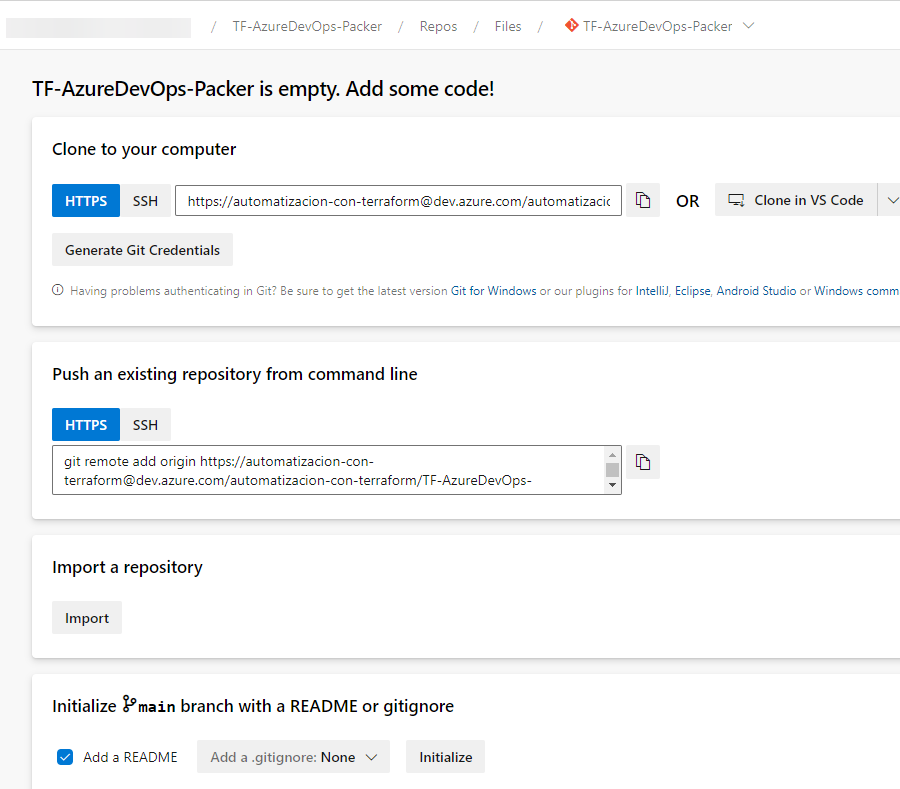 / TF-AzureDevOps-Packer / Repos / Files / TF-AzureDevOps-Packer
TF-AzureDevOps-Packer is empty. Add some code!
Clone to your computer
HTTPS SSH https://automatizacion-con-terraform@dev.azure.com/automatizacic OR Clone in VS Code
Generate Git Credentials
Having problems authenticating in Git? Be sure to get the latest version Git for Windows or our plugins for IntelliJ, Eclipse, Android Studio or Windows comm
Push an existing repository from command line
HTTPS SSH
git remote add origin https://automatizacion-con-
terraform@dev.azure.com/automatizacion-con-terraform/TF-AzureDevOps-
Import a repository
Import
Initialize main branch with a README or gitignore
Add a README Add a .gitignore: None Initialize